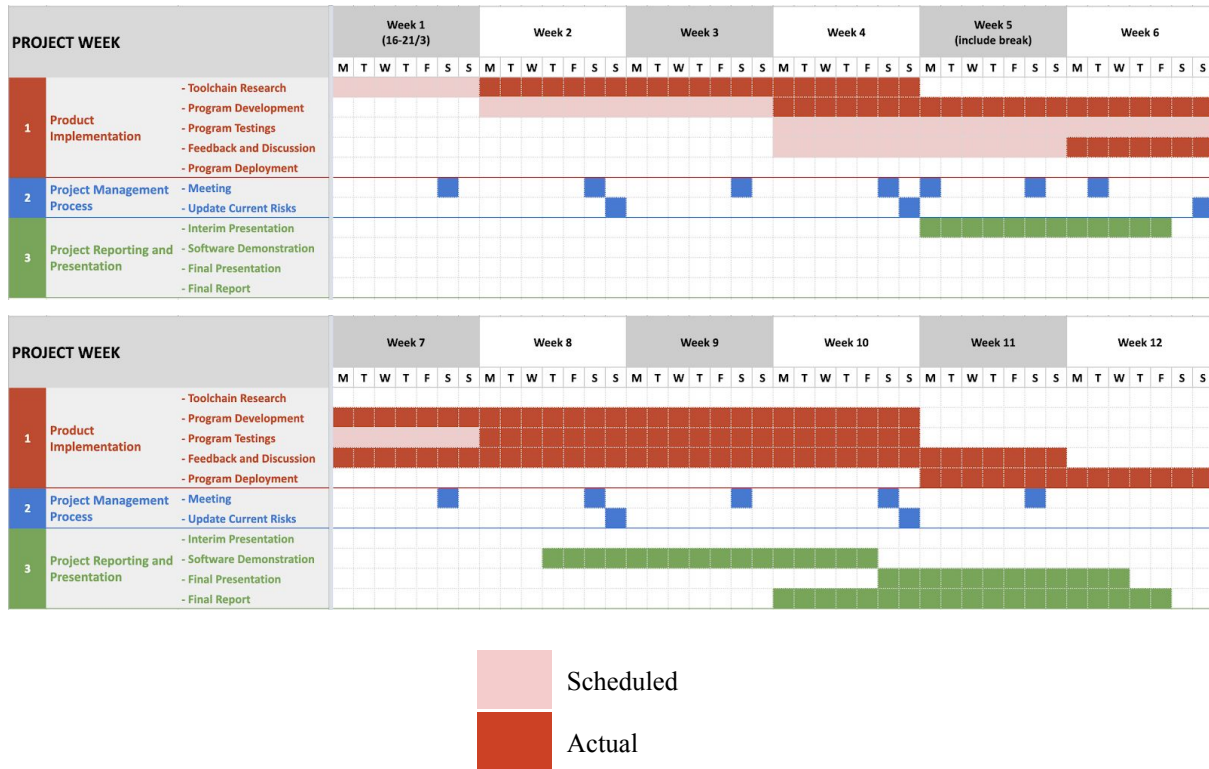 PROJECT WEEK
Week 1
(16-21/3)
Week 2
Week 3
Week 4
Week 5
(include break)
Week 6
M T W T F S S M T W T F S S M T W T F S S M T W T F S S M T W T F S S M T W T F S S
1
Product
Implementation
- Toolchain Research
- Program Development
- Program Testings
- Feedback and Discussion
- Program Deployment
2
Project Management
Process
- Meeting
- Update Current Risks
3
Project Reporting and
Presentation
- Interim Presentation
- Software Demonstration
- Final Presentation
- Final Report
PROJECT WEEK
Week 7
Week 8
Week 9
Week 10
Week 11
Week 12
M T W T F S S M T W T F S S M T W T F S S M T W T F S S M T W T F S S M T W T F S S
1
Product
Implementation
- Toolchain Research
- Program Development
- Program Testings
- Feedback and Discussion
- Program Deployment
2
Project Management
Process
- Meeting
- Update Current Risks
3
Project Reporting and
Presentation
- Interim Presentation
- Software Demonstration
- Final Presentation
- Final Report
Scheduled
Actual